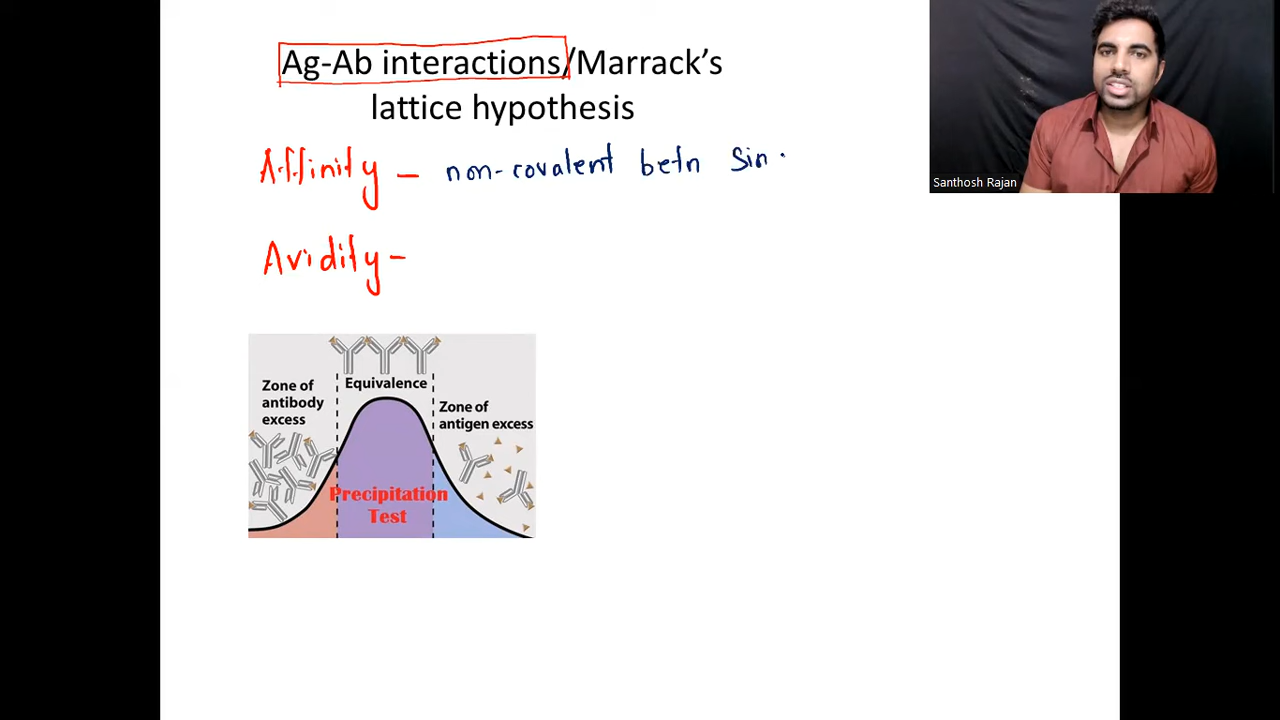 Ag-Ab interactions/Marrack's
lattice hypothesis
Affinity – non-covalent betn Sin
Avidity –
Santhosh Rajan
Equivalence
Zone of
antibody
excess
Zone of
antigen excess
Precipitation
Test